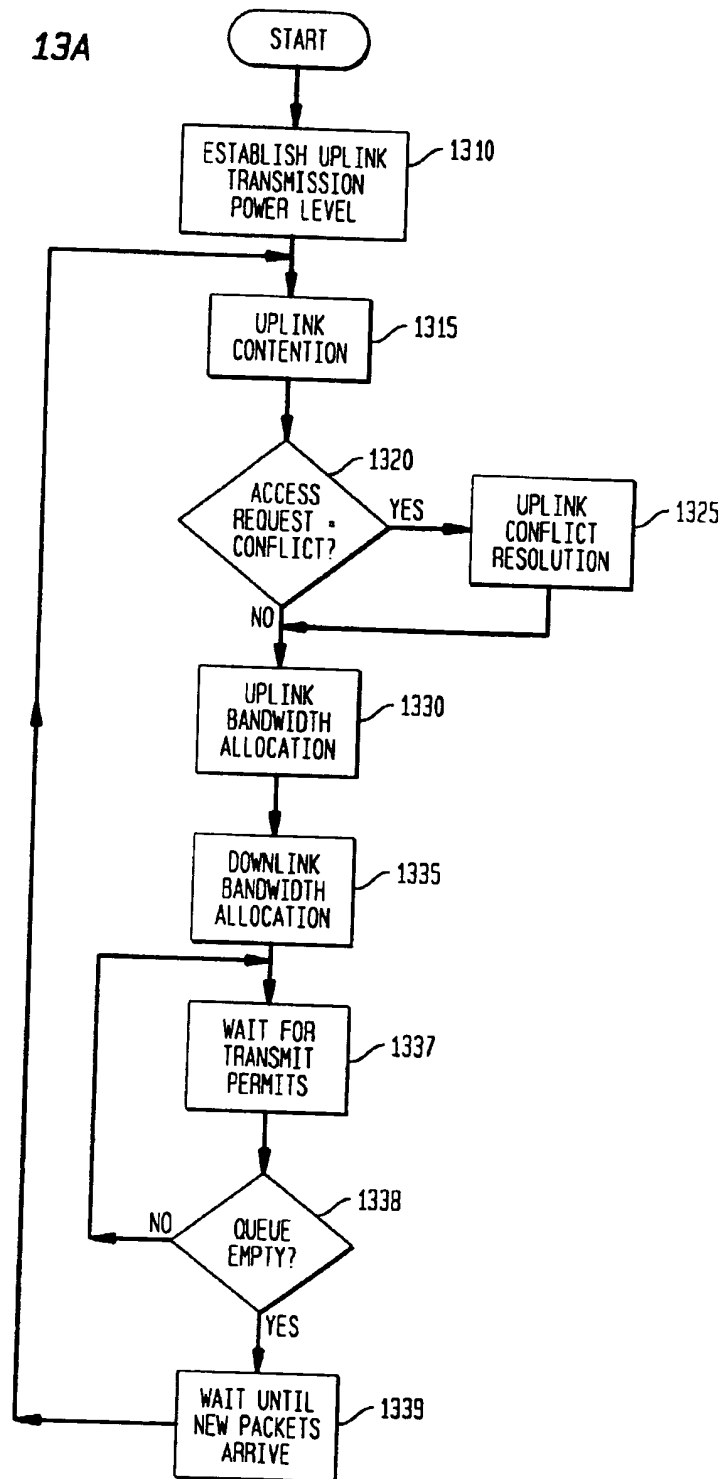 13A
START
ESTABLISH UPLINK
TRANSMISSION
POWER LEVEL
1310
UPLINK
CONTENTION
1315
1320
ACCESS
REQUEST =
CONFLICT?
YES
NO
UPLINK
CONFLICT
RESOLUTION
1325
UPLINK
BANDWIDTH
ALLOCATION
1330
DOWNLINK
BANDWIDTH
ALLOCATION
1335
WAIT FOR
TRANSMIT
PERMITS
1337
1338
NO
QUEUE
EMPTY?
YES
WAIT UNTIL
NEW PACKETS
ARRIVE
1339